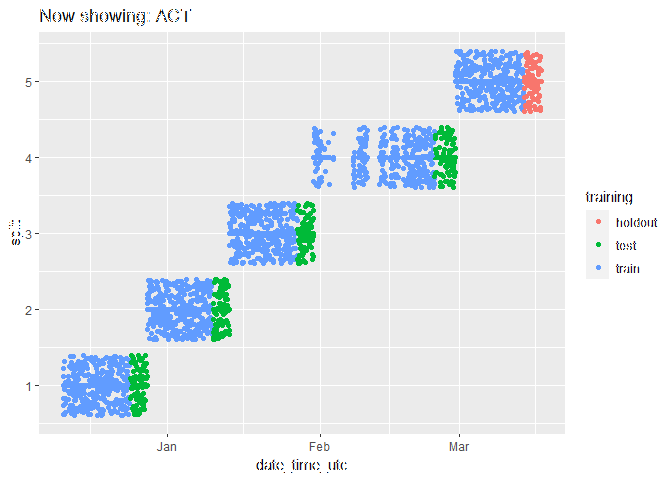 Now showing: ACT
5
4
3
2
1
split
Jan
Feb
Mar
date_time_utc
training
holdout
test
train